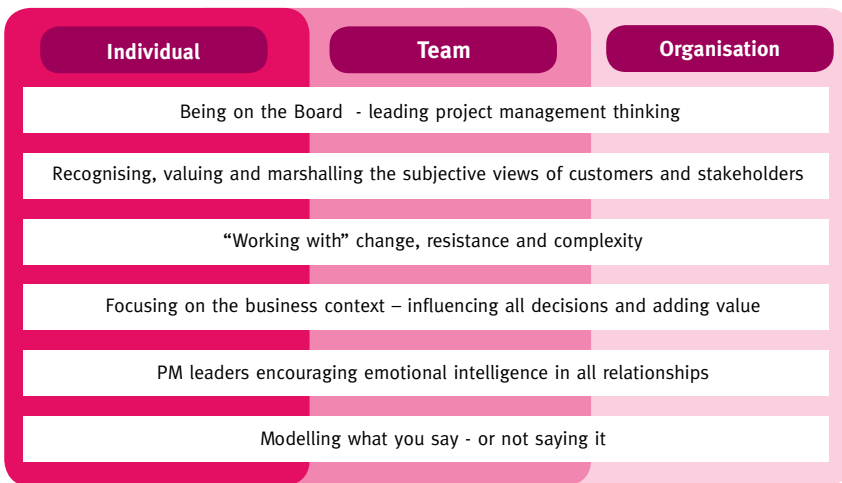 Individual
Team
Organisation
Being on the Board - leading project management thinking
Recognising, valuing and marshalling the subjective views of customers and stakeholders
“Working with” change, resistance and complexity
Focusing on the business context – influencing all decisions and adding value
PM leaders encouraging emotional intelligence in all relationships
Modelling what you say - or not saying it